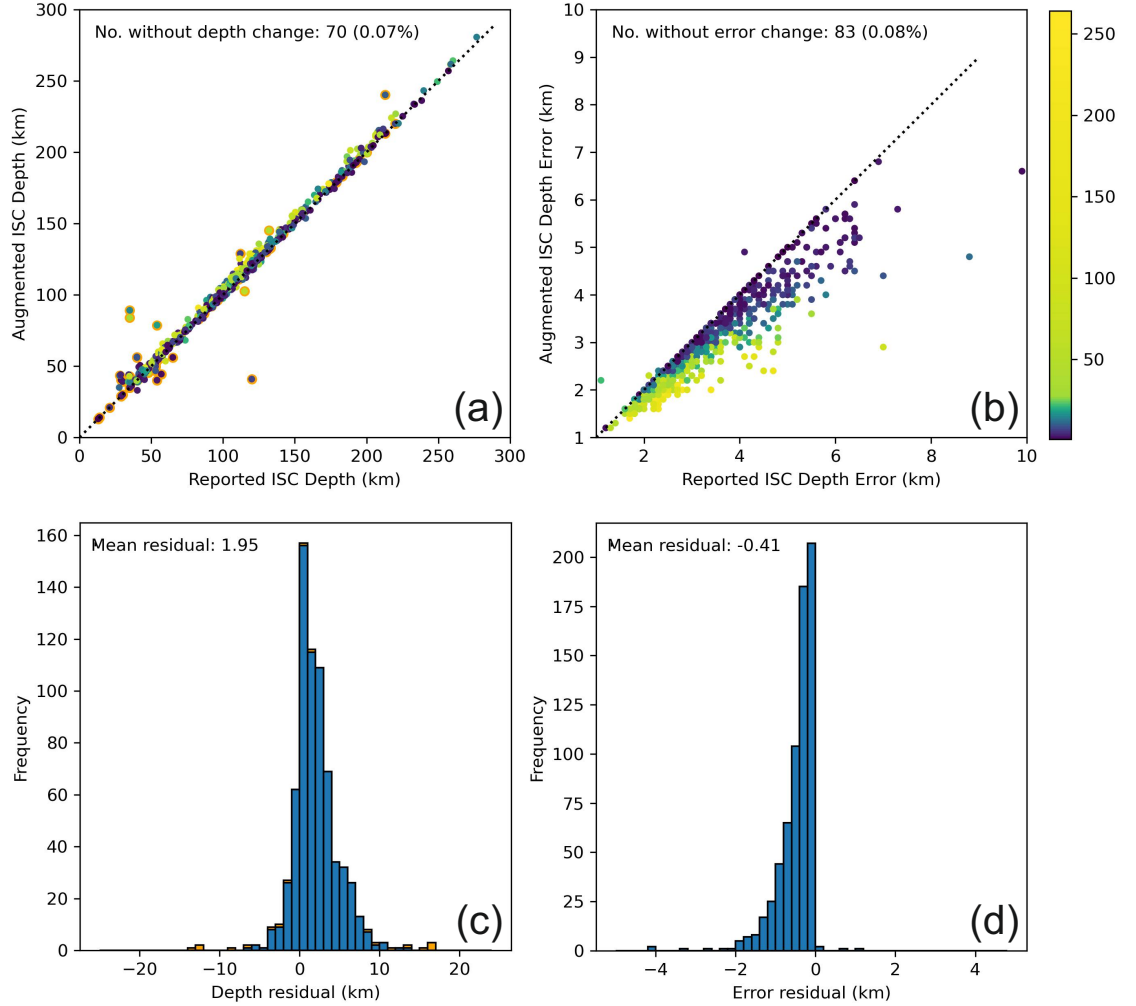 No. without depth change: 70 (0.07%)
300
250
200
150
100
50
0
Augmented ISC Depth (km)
0 50 100 150 200 250 300
Reported ISC Depth (km)
(a)
No. without error change: 83 (0.08%)
10
9
8
7
6
5
4
3
2
1
Augmented ISC Depth Error (km)
2 4 6 8 10
Reported ISC Depth Error (km)
(b)
250
200
150
100
50
Mean residual: 1.95
160
140
120
100
80
60
40
20
0
Frequency
−20 −10 0 10 20
Depth residual (km)
(c)
Mean residual: -0.41
200
175
150
125
100
75
50
25
0
Frequency
−4 −2 0 2 4
Error residual (km)
(d)